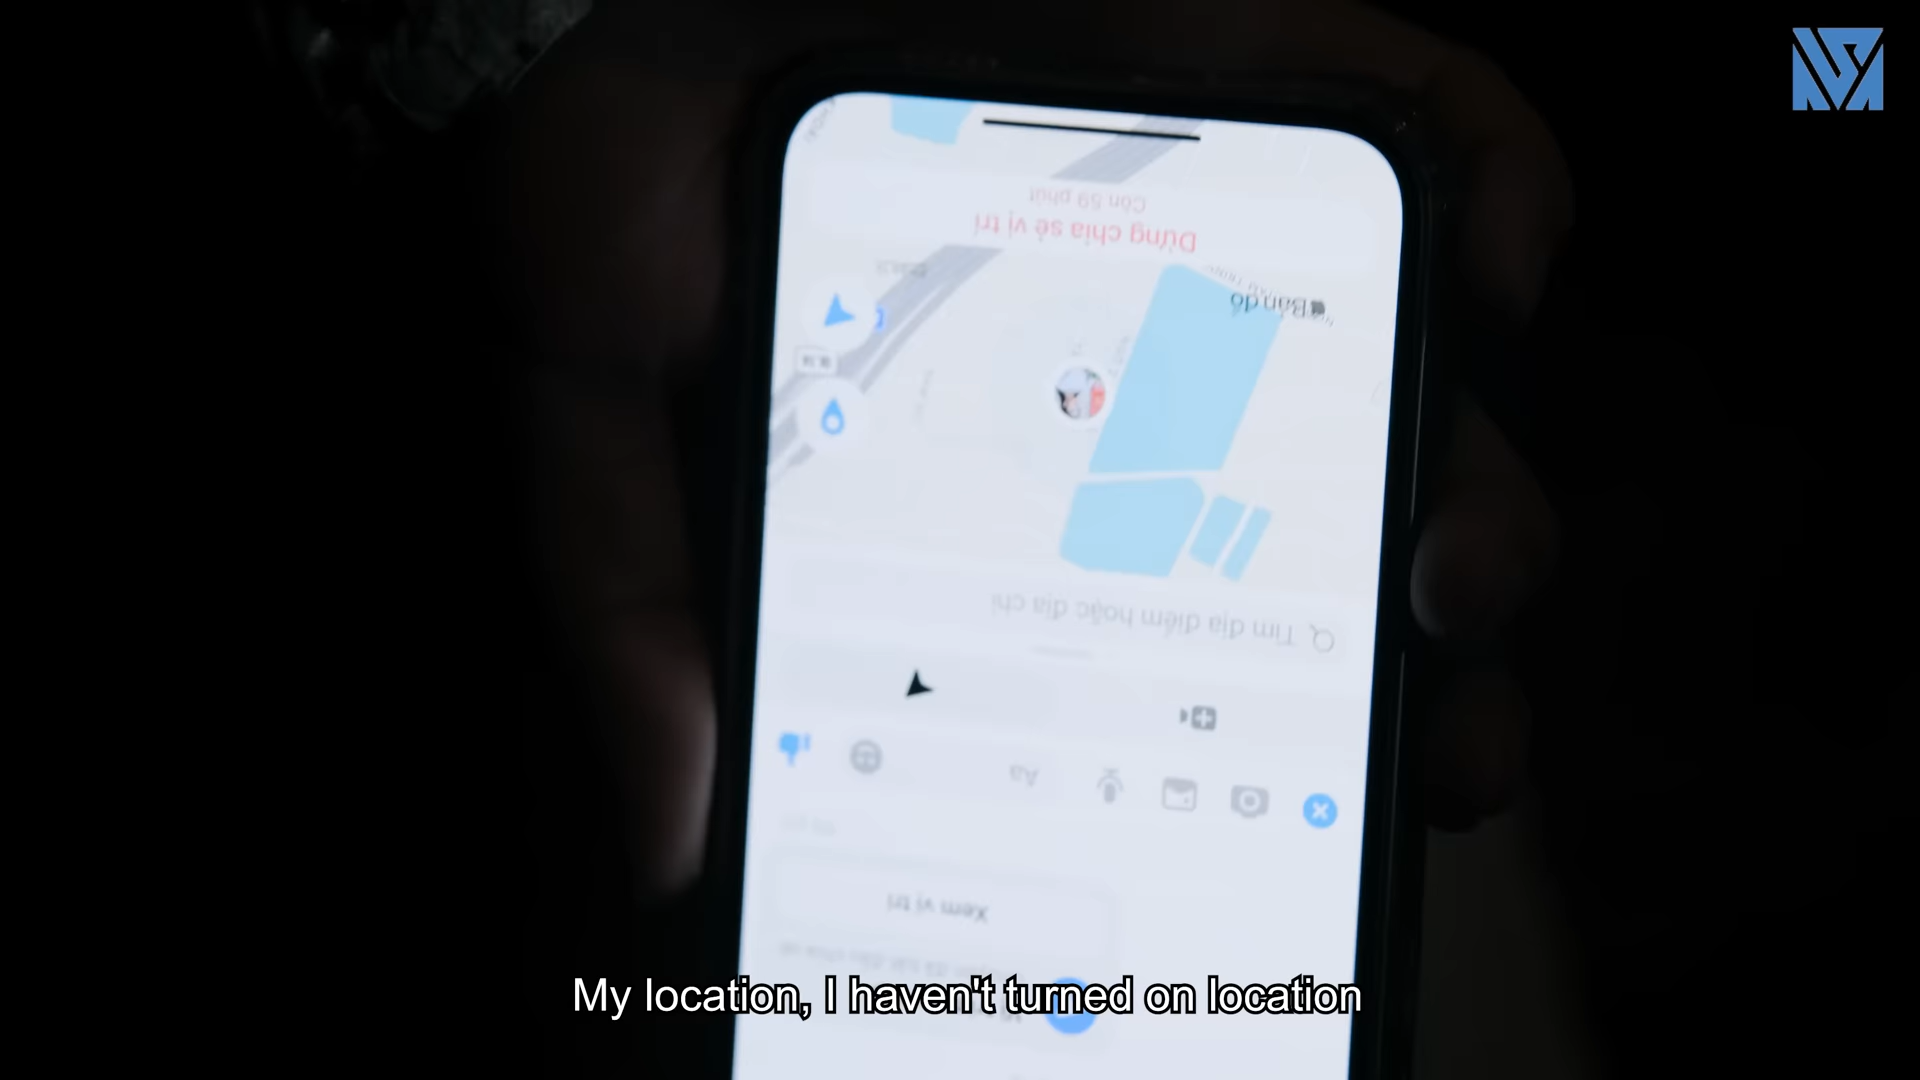 Xem vị trí
Aa
Tìm địa điểm hoặc địa chỉ
Bản đồ
Dừng chia sẻ vị trí
Còn 59 phút
My location, I haven't turned on location